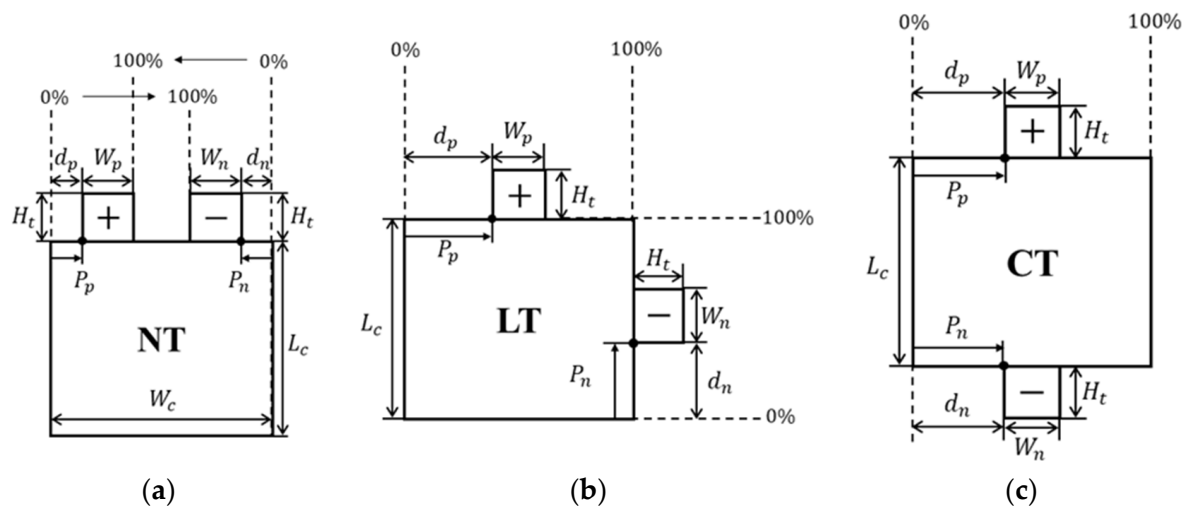 100% 0%
0% 100%
d_p W_p W_n d_n
H_t + − H_t
P_p P_n
NT
L_c
W_c
(a)
0% 100%
d_p W_p
+ H_t
100%
P_p
H_t
L_c LT − W_n
P_n d_n
0%
(b)
0% 100%
d_p W_p
+ H_t
P_p
L_c CT
P_n
− H_t
d_n W_n
(c)